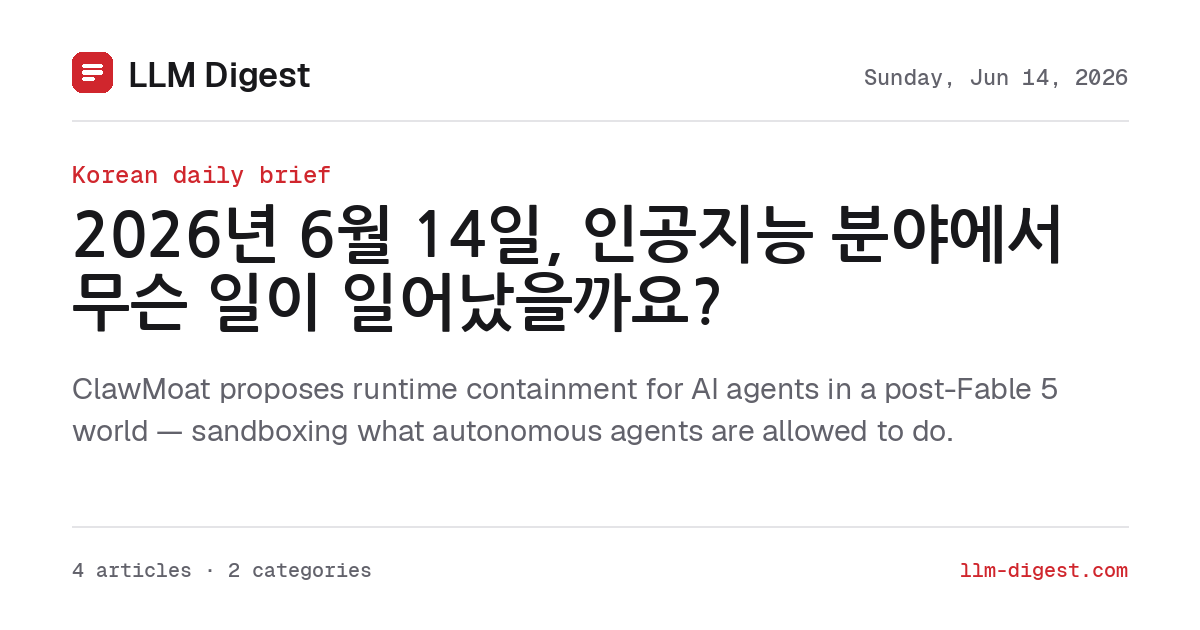 LLM Digest
Sunday, Jun 14, 2026
Korean daily brief
2026년 6월 14일, 인공지능 분야에서
무슨 일이 일어났을까요?
ClawMoat proposes runtime containment for AI agents in a post-Fable 5
world — sandboxing what autonomous agents are allowed to do.
4 articles · 2 categories
llm-digest.com